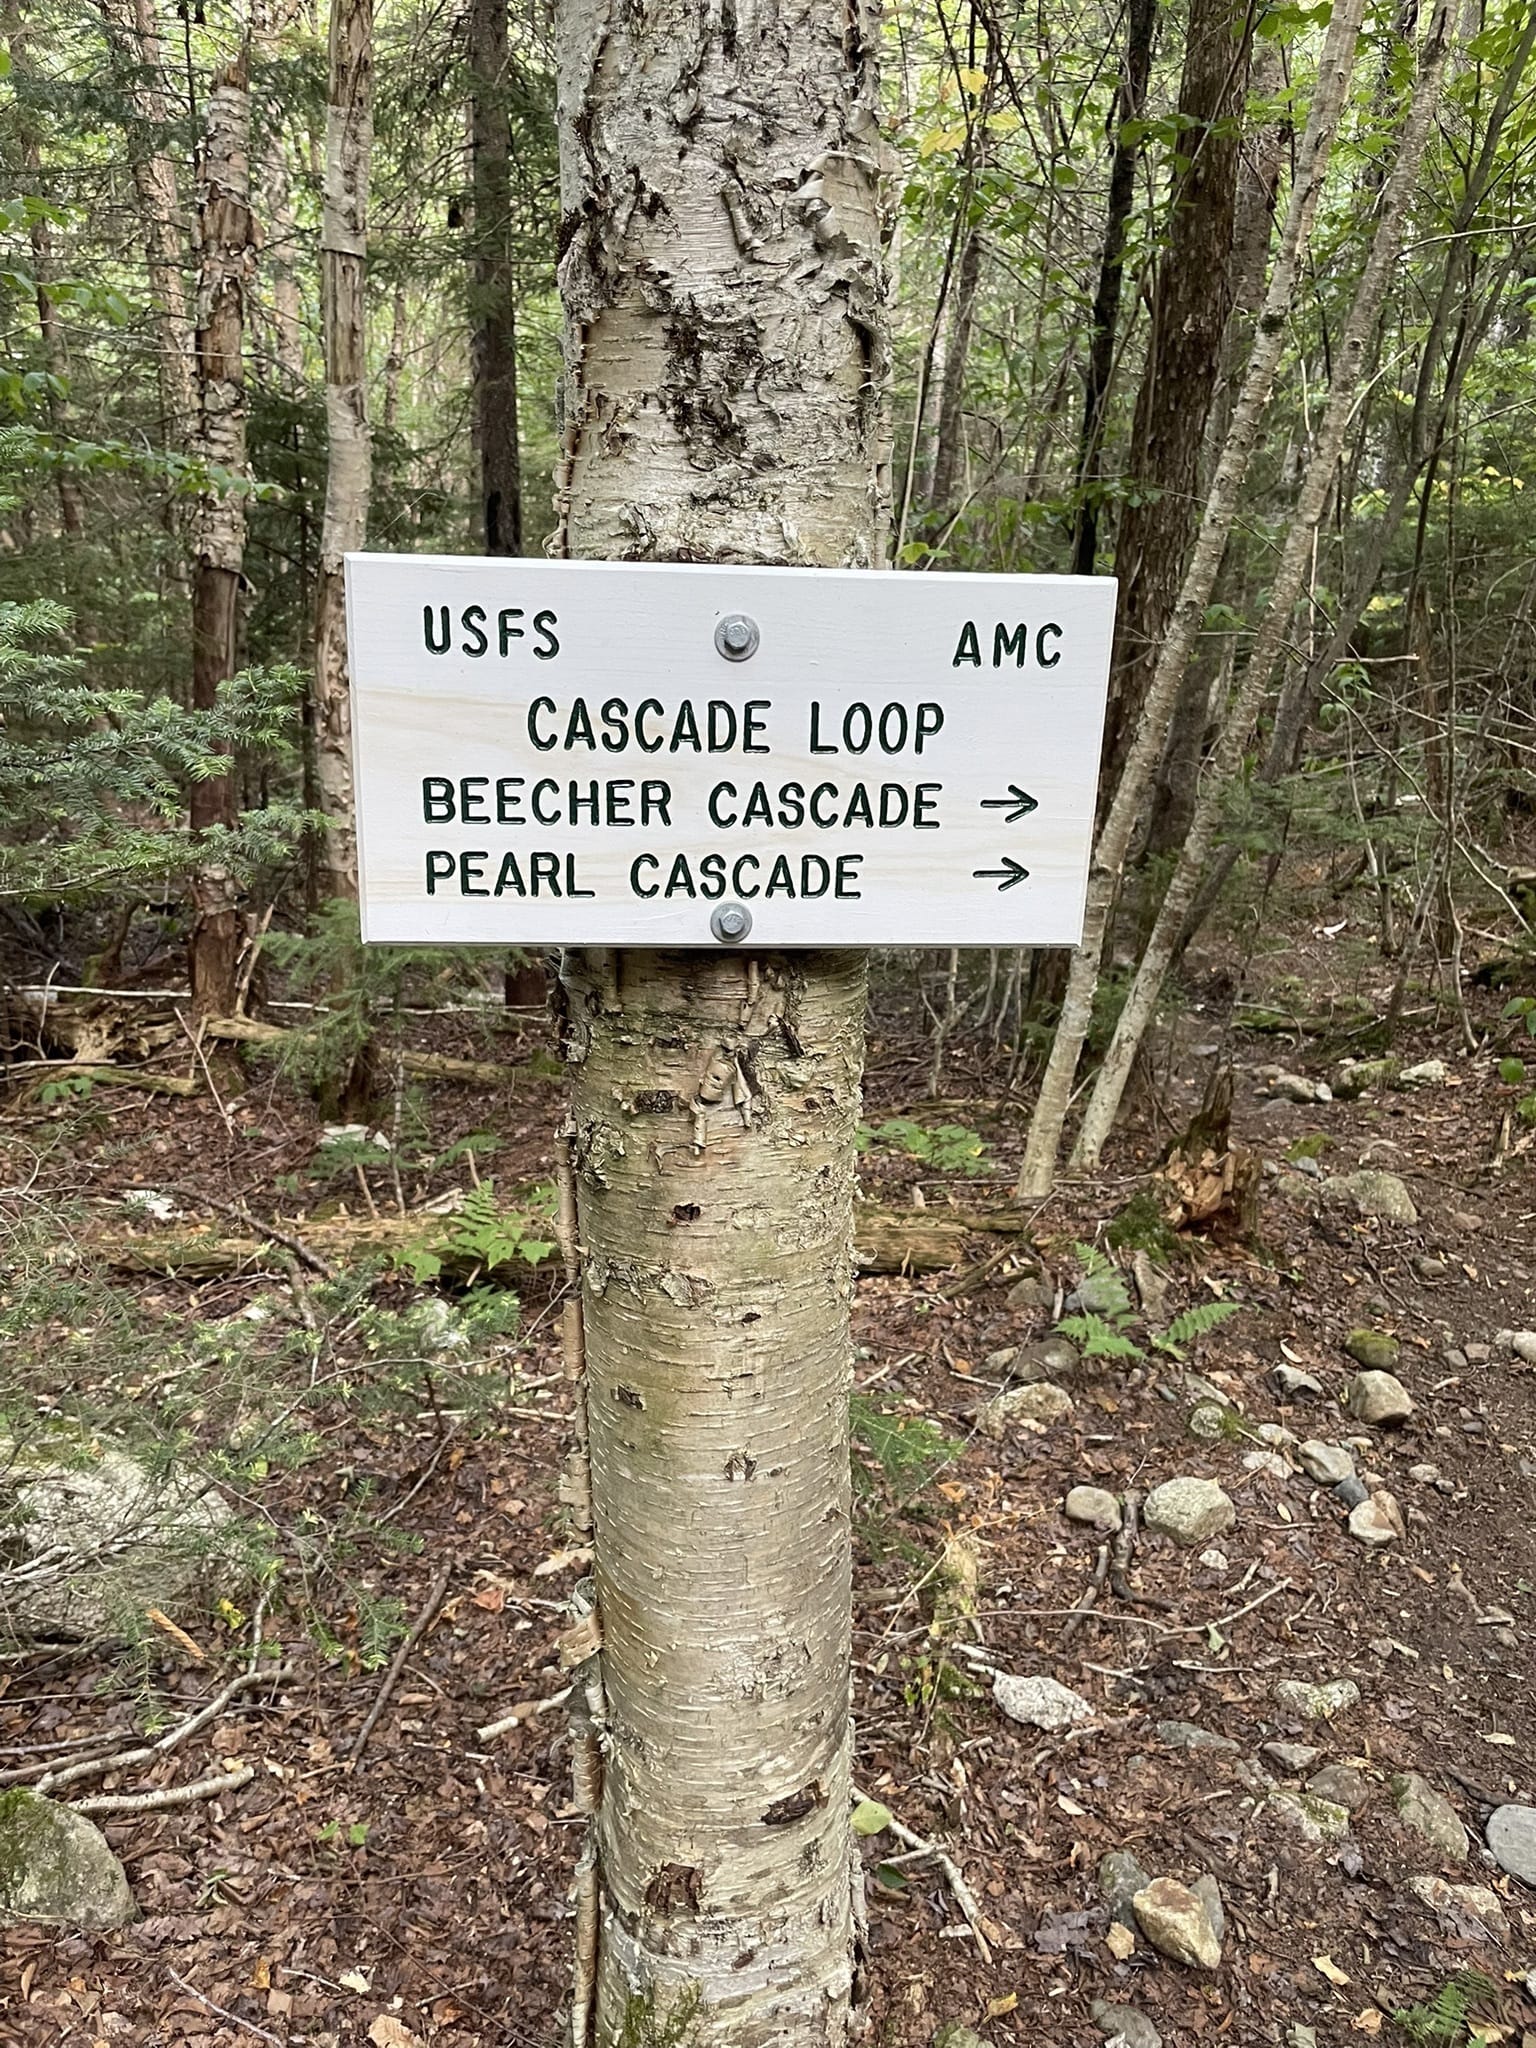 USFS AMC
CASCADE LOOP
BEECHER CASCADE →
PEARL CASCADE →